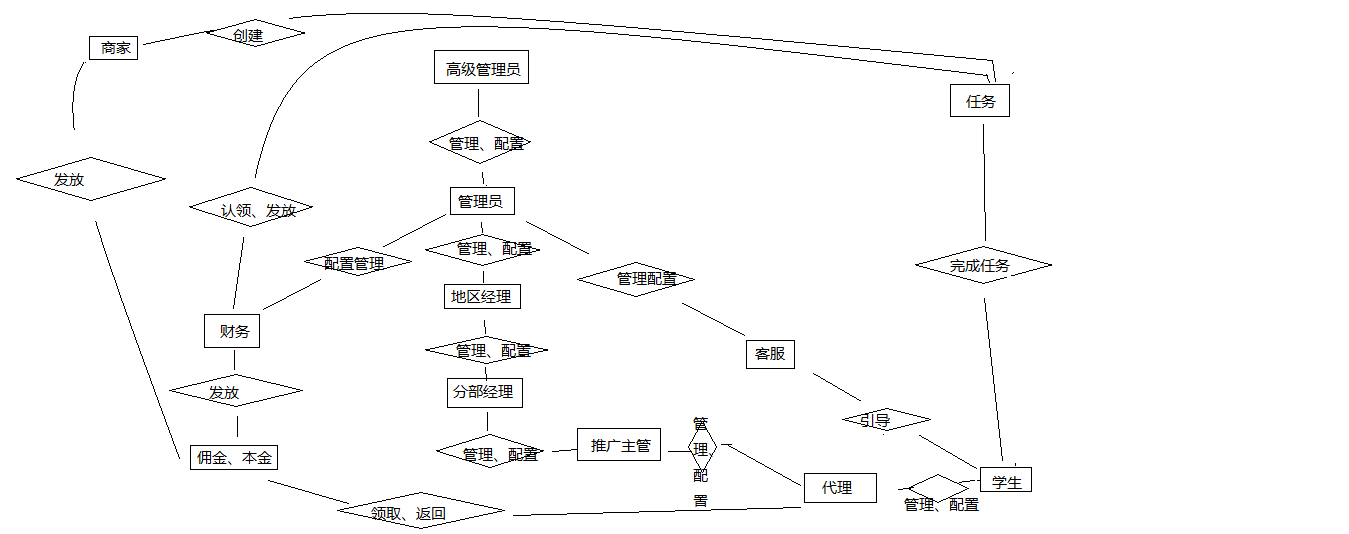 商家
创建
高级管理员
任务
管理、配置
发放
管理员
认领、发放
管理、配置
配置管理
完成任务
管理配置
地区经理
财务
管理、配置
客服
发放
分部经理
引导
管理、配置
推广主管
管
理、
配
置
佣金、本金
代理
学生
管理、配置
领取、返回